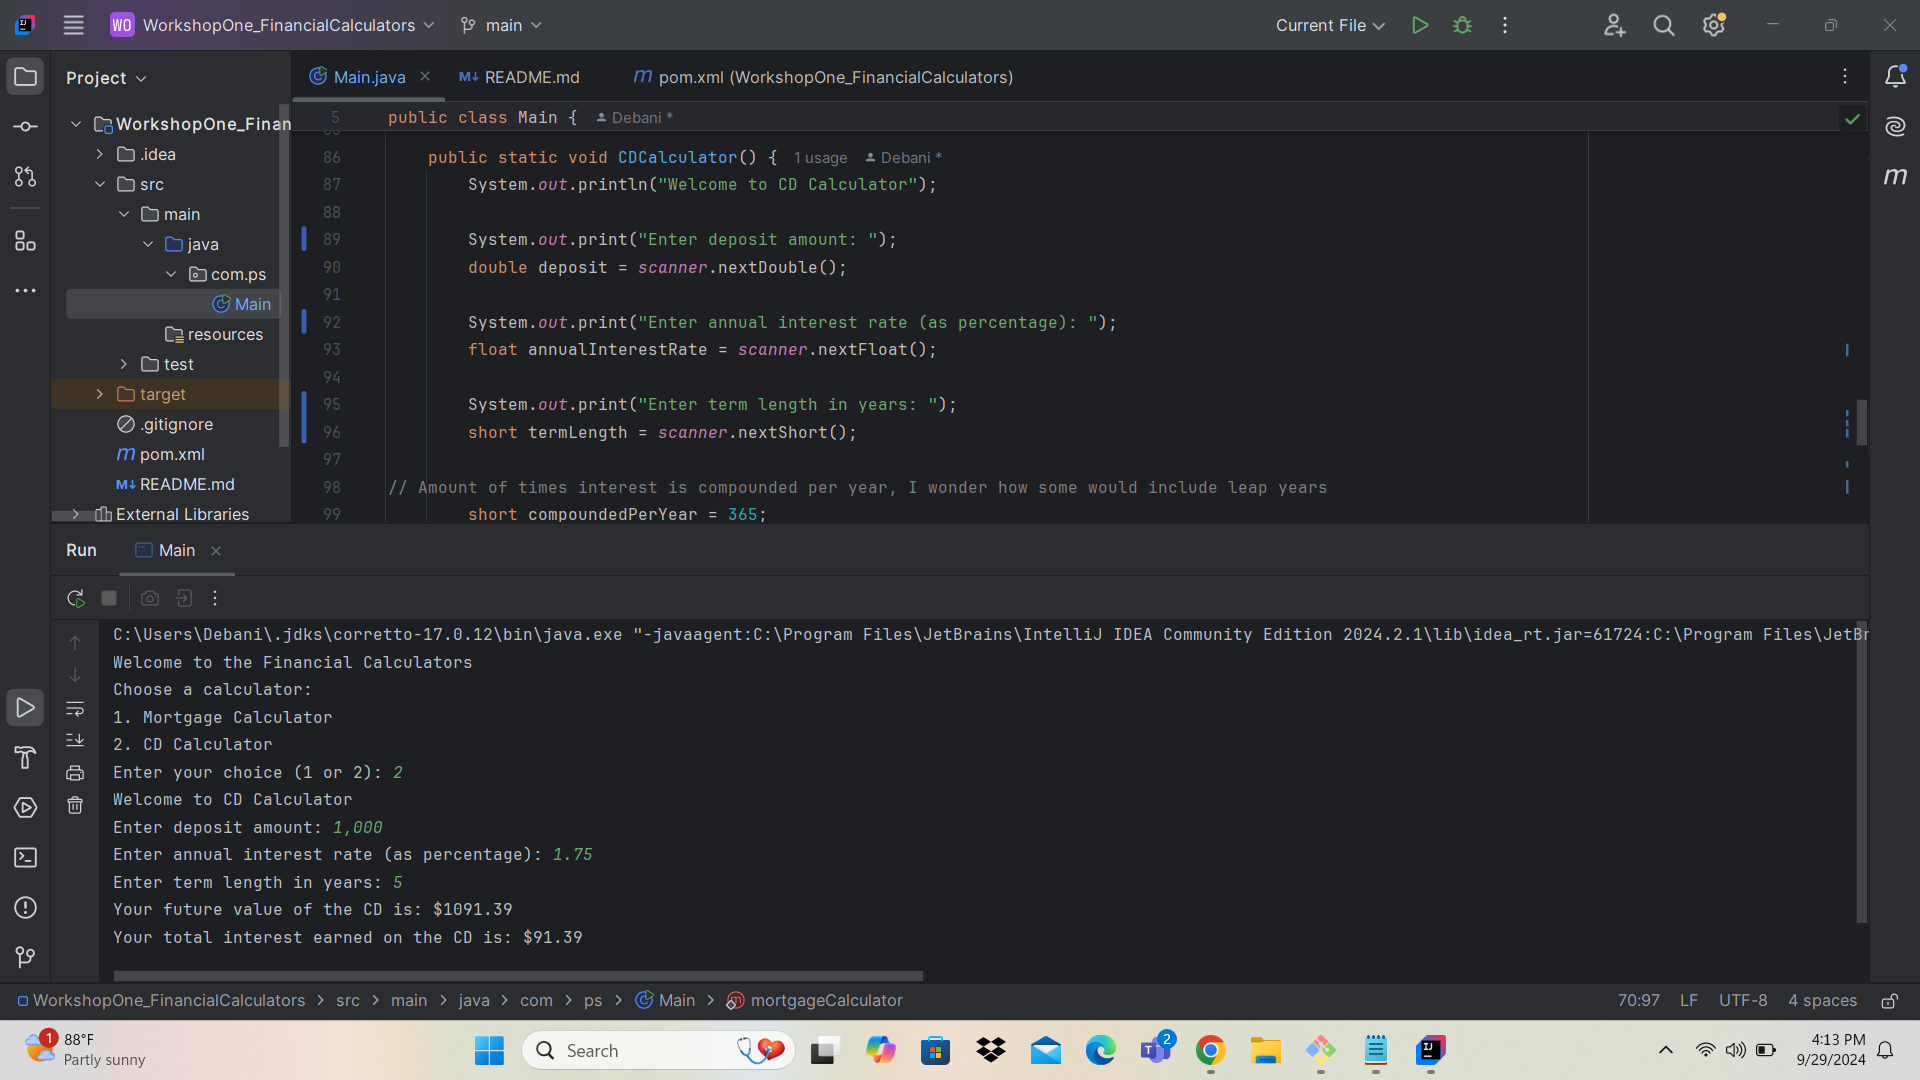 WO WorkshopOne_FinancialCalculators main Current File
Project
Main.java README.md pom.xml (WorkshopOne_FinancialCalculators)
WorkshopOne_Finan
.idea
src
main
java
com.ps
Main
resources
test
target
.gitignore
pom.xml
README.md
External Libraries
5 public class Main { Debani *
86 public static void CDCalculator() { 1 usage Debani *
87 System.out.println("Welcome to CD Calculator");
88
89 System.out.print("Enter deposit amount: ");
90 double deposit = scanner.nextDouble();
91
92 System.out.print("Enter annual interest rate (as percentage): ");
93 float annualInterestRate = scanner.nextFloat();
94
95 System.out.print("Enter term length in years: ");
96 short termLength = scanner.nextShort();
97
98 // Amount of times interest is compounded per year, I wonder how some would include leap years
99 short compoundedPerYear = 365;
Run Main
C:\Users\Debani\.jdks\corretto-17.0.12\bin\java.exe "-javaagent:C:\Program Files\JetBrains\IntelliJ IDEA Community Edition 2024.2.1\lib\idea_rt.jar=61724:C:\Program Files\JetBr
Welcome to the Financial Calculators
Choose a calculator:
1. Mortgage Calculator
2. CD Calculator
Enter your choice (1 or 2): 2
Welcome to CD Calculator
Enter deposit amount: 1,000
Enter annual interest rate (as percentage): 1.75
Enter term length in years: 5
Your future value of the CD is: $1091.39
Your total interest earned on the CD is: $91.39
WorkshopOne_FinancialCalculators > src > main > java > com > ps > Main > mortgageCalculator 70:97 LF UTF-8 4 spaces
1 88°F
Partly sunny
Search
2
4:13 PM
9/29/2024